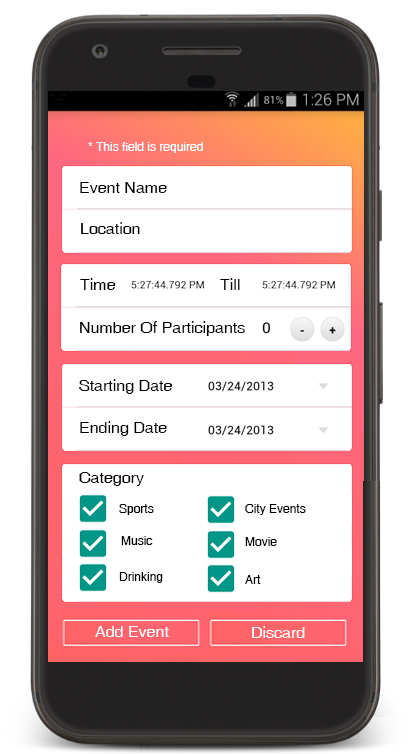 81% 1:26 PM
* This field is required
Event Name
Location
Time 5:27:44.792 PM Till 5:27:44.792 PM
Number Of Participants 0 - +
Starting Date 03/24/2013
Ending Date 03/24/2013
Category
Sports City Events
Music Movie
Drinking Art
Add Event Discard